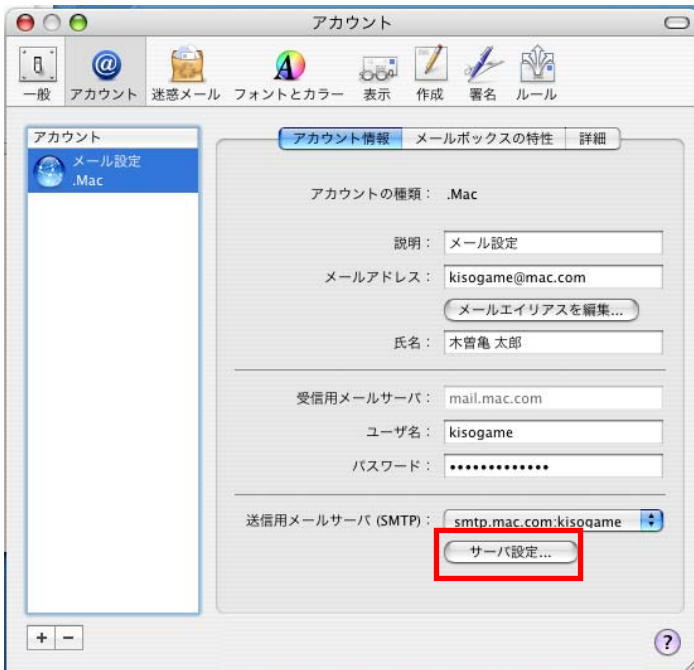 アカウント
一般 アカウント 迷惑メール フォントとカラー 表示 作成 署名 ルール
アカウント
メール設定
.Mac
アカウント情報 メールボックスの特性 詳細
アカウントの種類： .Mac
説明： メール設定
メールアドレス： kisogame@mac.com
メールエイリアスを編集...
氏名： 木曽亀 太郎
受信用メールサーバ： mail.mac.com
ユーザ名： kisogame
パスワード： •••••••••••••
送信用メールサーバ (SMTP)： smtp.mac.com:kisogame
サーバ設定...
+ − ?